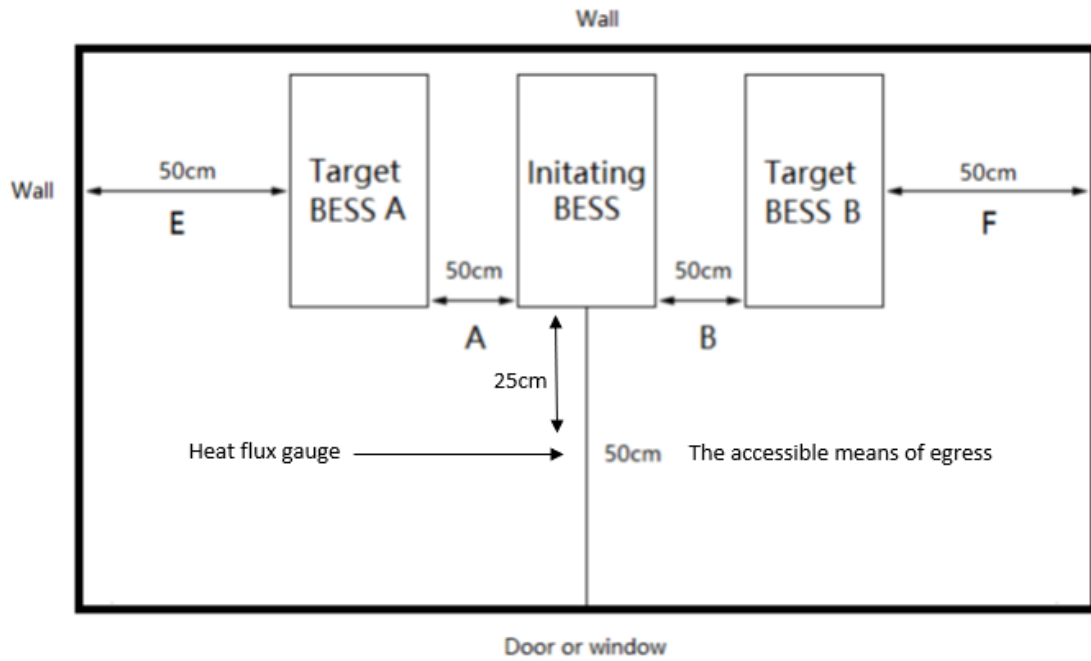 Wall
Wall
50cm
E
Target
BESS A
Initating
BESS
Target
BESS B
50cm
F
50cm
A
50cm
B
25cm
Heat flux gauge
50cm
The accessible means of egress
Door or window